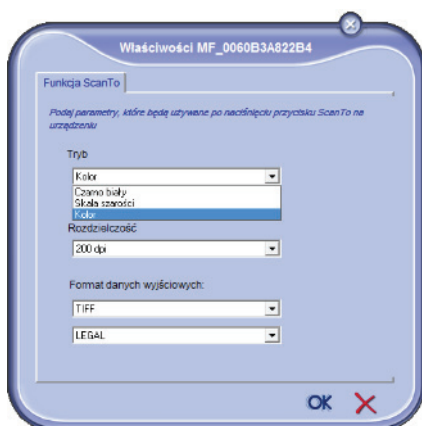 Właściwości MF_0060B3A822B4
Funkcja ScanTo
Podaj parametry, które będą używane po naciśnięciu przycisku ScanTo na
urządzeniu
Tryb
Kolor
Czarno biały
Skala szarości
Kolor
Rozdzielczość
200 dpi
Format danych wyjściowych:
TIFF
LEGAL
OK